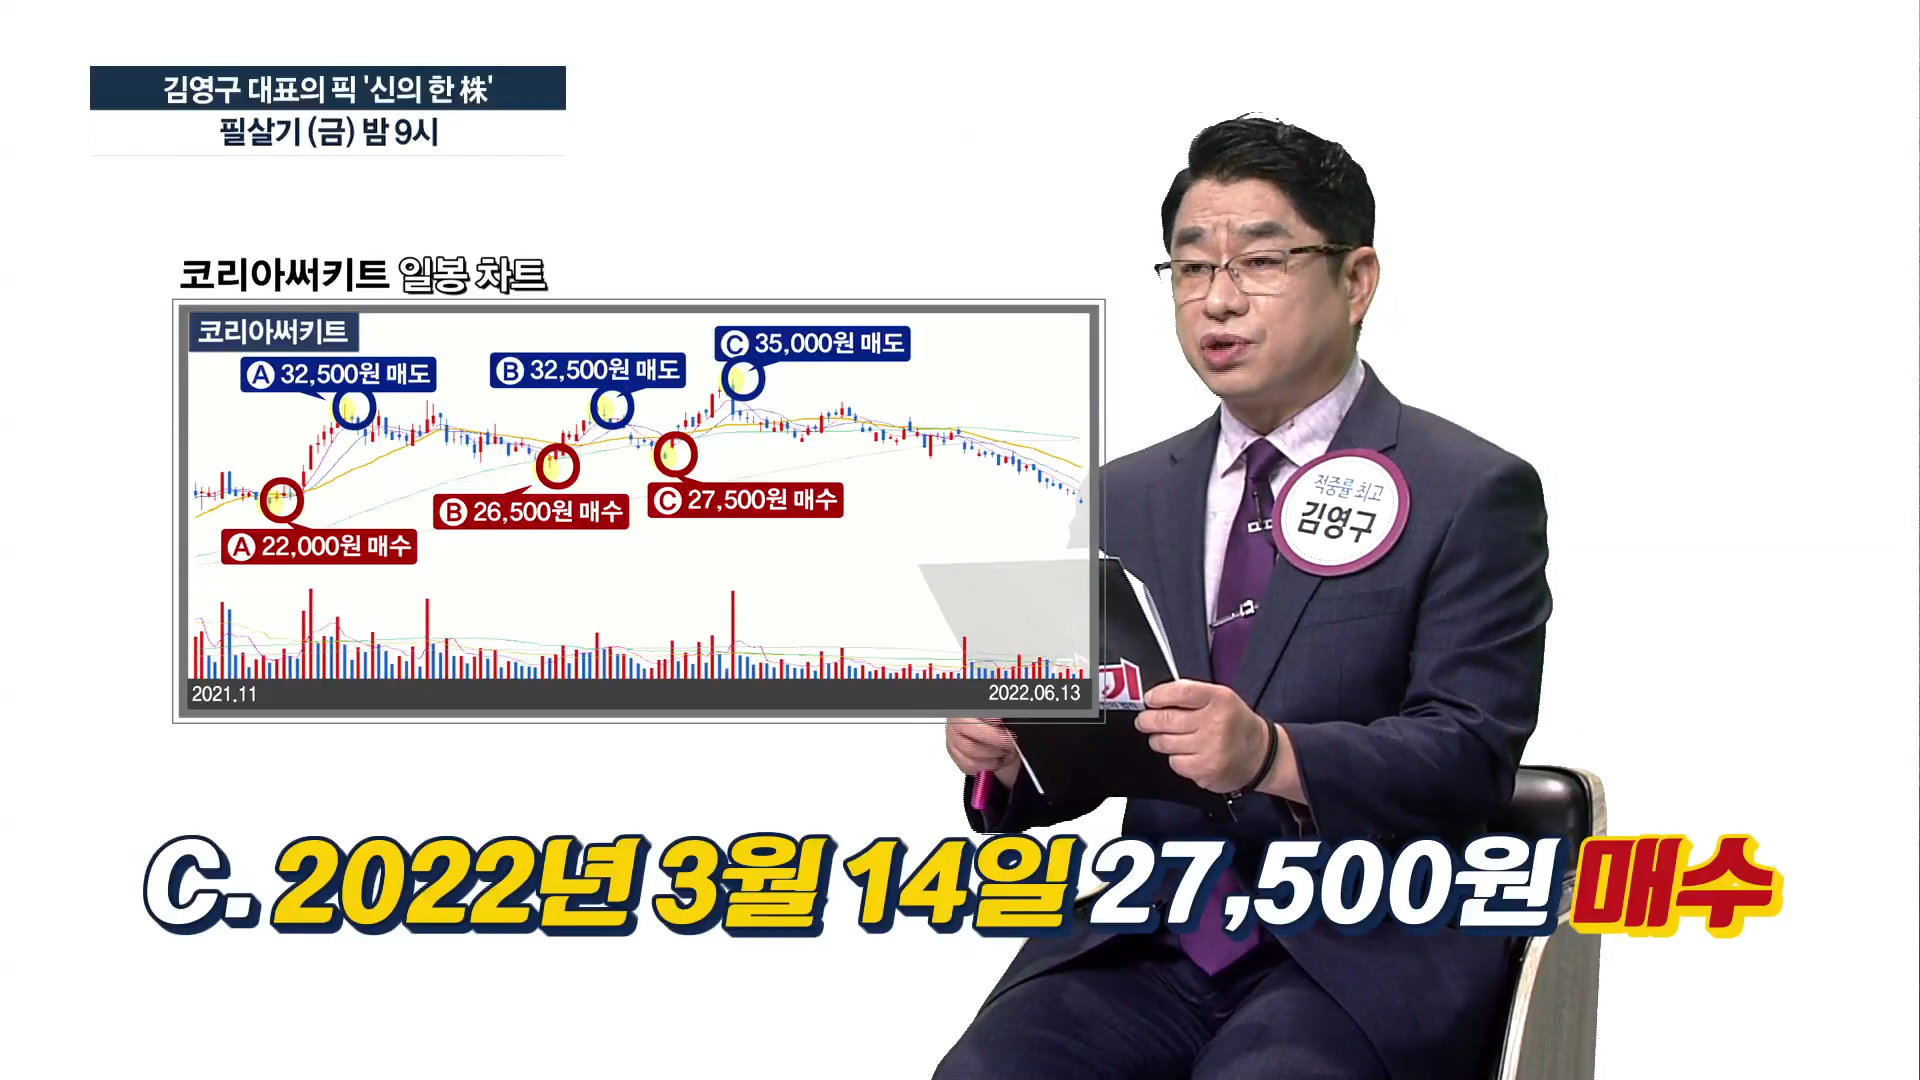 김영구 대표의 픽 '신의 한 株'
필살기 (금) 밤 9시
코리아써키트 일봉 차트
코리아써키트
C 35,000원 매도
A 32,500원 매도
B 32,500원 매도
B 26,500원 매수
C 27,500원 매수
A 22,000원 매수
2021.11
2022.06.13
적중률 최고
김영구
기
C. 2022년 3월 14일 27,500원 매수